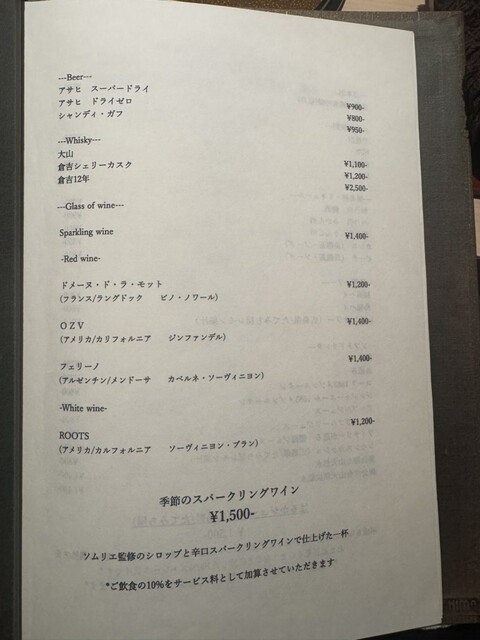 ---Beer---
アサヒ　スーパードライ ¥900-
アサヒ　ドライゼロ ¥800-
シャンディ・ガフ ¥950-
---Whisky---
大山 ¥1,100-
倉吉シェリーカスク ¥1,200-
倉吉12年 ¥2,500-
---Glass of wine---
Sparkling wine ¥1,400-
-Red wine-
ドメーヌ・ド・ラ・モット ¥1,200-
(フランス/ラングドック　ピノ・ノワール)
OZV ¥1,400-
(アメリカ/カリフォルニア　ジンファンデル)
フェリーノ ¥1,400-
(アルゼンチン/メンドーサ　カベルネ・ソーヴィニヨン)
-White wine-
ROOTS ¥1,200-
(アメリカ/カルフォルニア　ソーヴィニヨン・ブラン)
季節のスパークリングワイン
¥1,500-
ソムリエ監修のシロップと辛口スパークリングワインで仕上げた一杯
*ご飲食の10%をサービス料として加算させていただきます